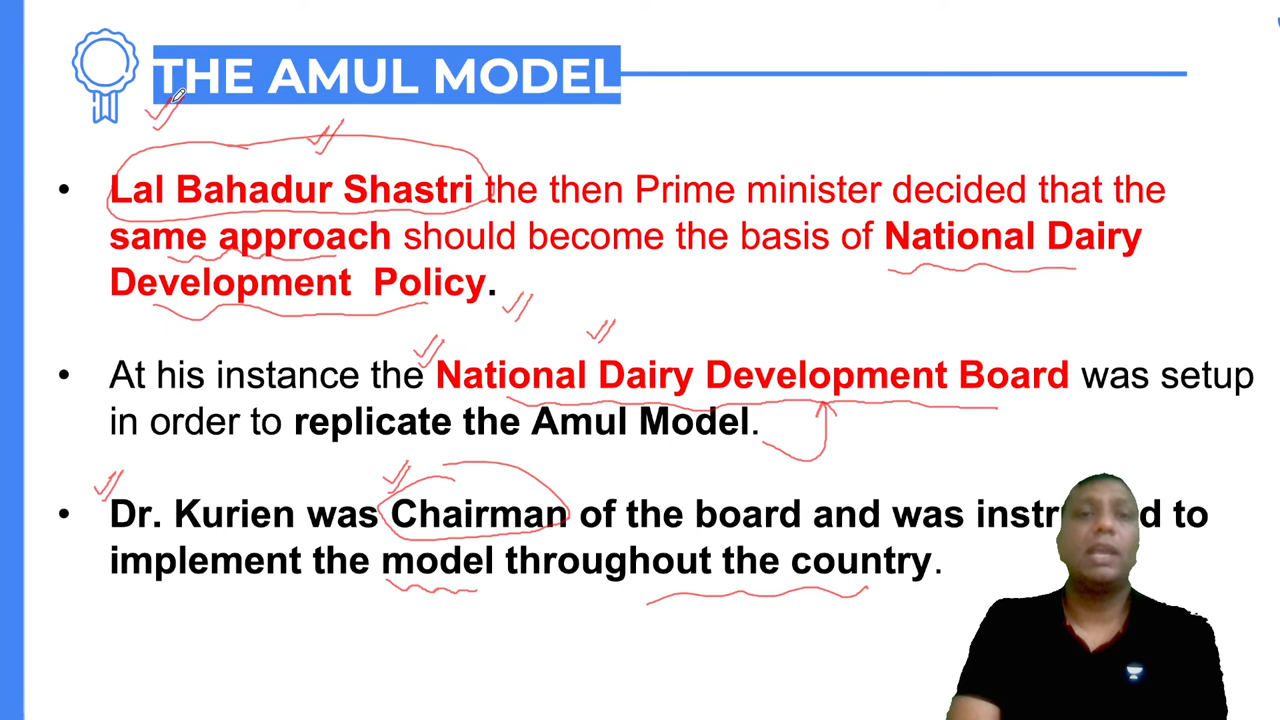 THE AMUL MODEL
• Lal Bahadur Shastri the then Prime minister decided that the
same approach should become the basis of National Dairy
Development Policy.
• At his instance the National Dairy Development Board was setup
in order to replicate the Amul Model.
• Dr. Kurien was Chairman of the board and was instr d to
implement the model throughout the country.